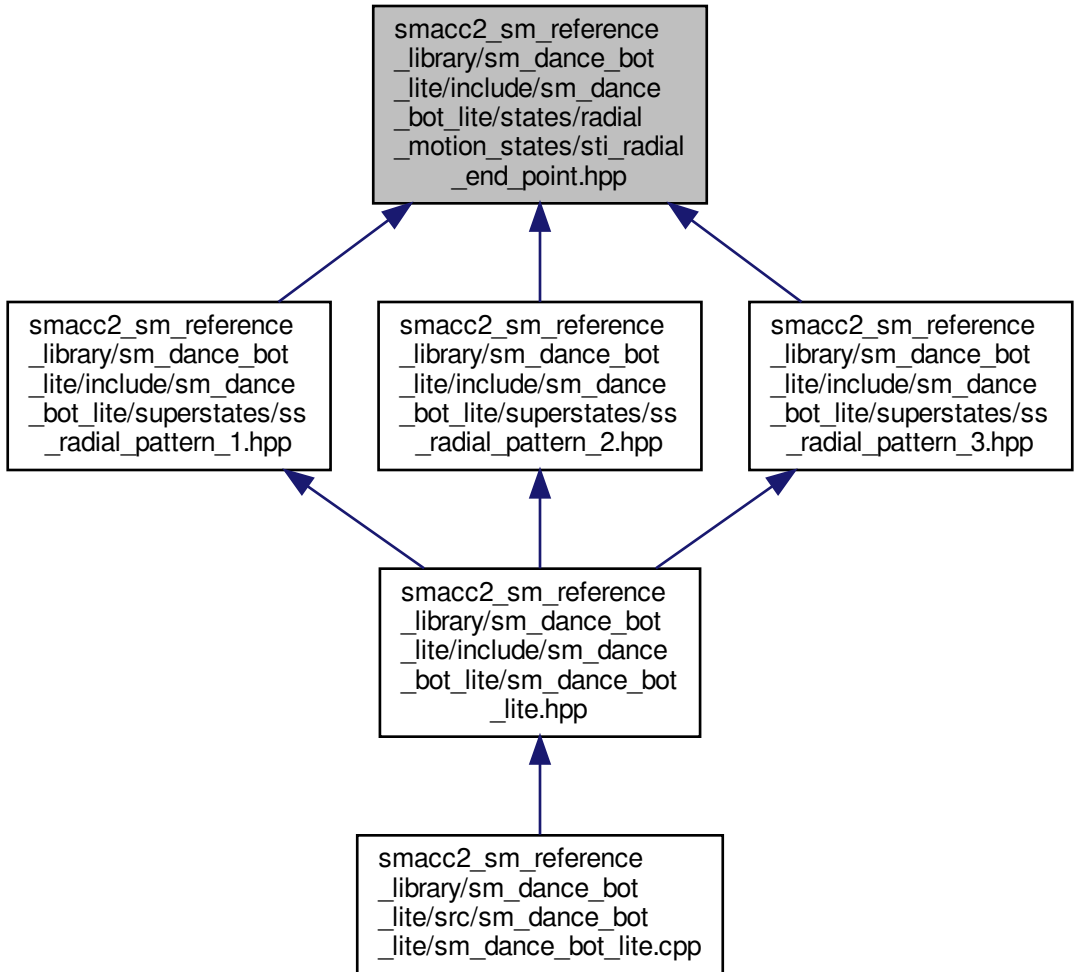 smacc2_sm_reference
_library/sm_dance_bot
_lite/include/sm_dance
_bot_lite/states/radial
_motion_states/sti_radial
_end_point.hpp
smacc2_sm_reference
_library/sm_dance_bot
_lite/include/sm_dance
_bot_lite/superstates/ss
_radial_pattern_1.hpp
smacc2_sm_reference
_library/sm_dance_bot
_lite/include/sm_dance
_bot_lite/superstates/ss
_radial_pattern_2.hpp
smacc2_sm_reference
_library/sm_dance_bot
_lite/include/sm_dance
_bot_lite/superstates/ss
_radial_pattern_3.hpp
smacc2_sm_reference
_library/sm_dance_bot
_lite/include/sm_dance
_bot_lite/sm_dance_bot
_lite.hpp
smacc2_sm_reference
_library/sm_dance_bot
_lite/src/sm_dance_bot
_lite/sm_dance_bot_lite.cpp